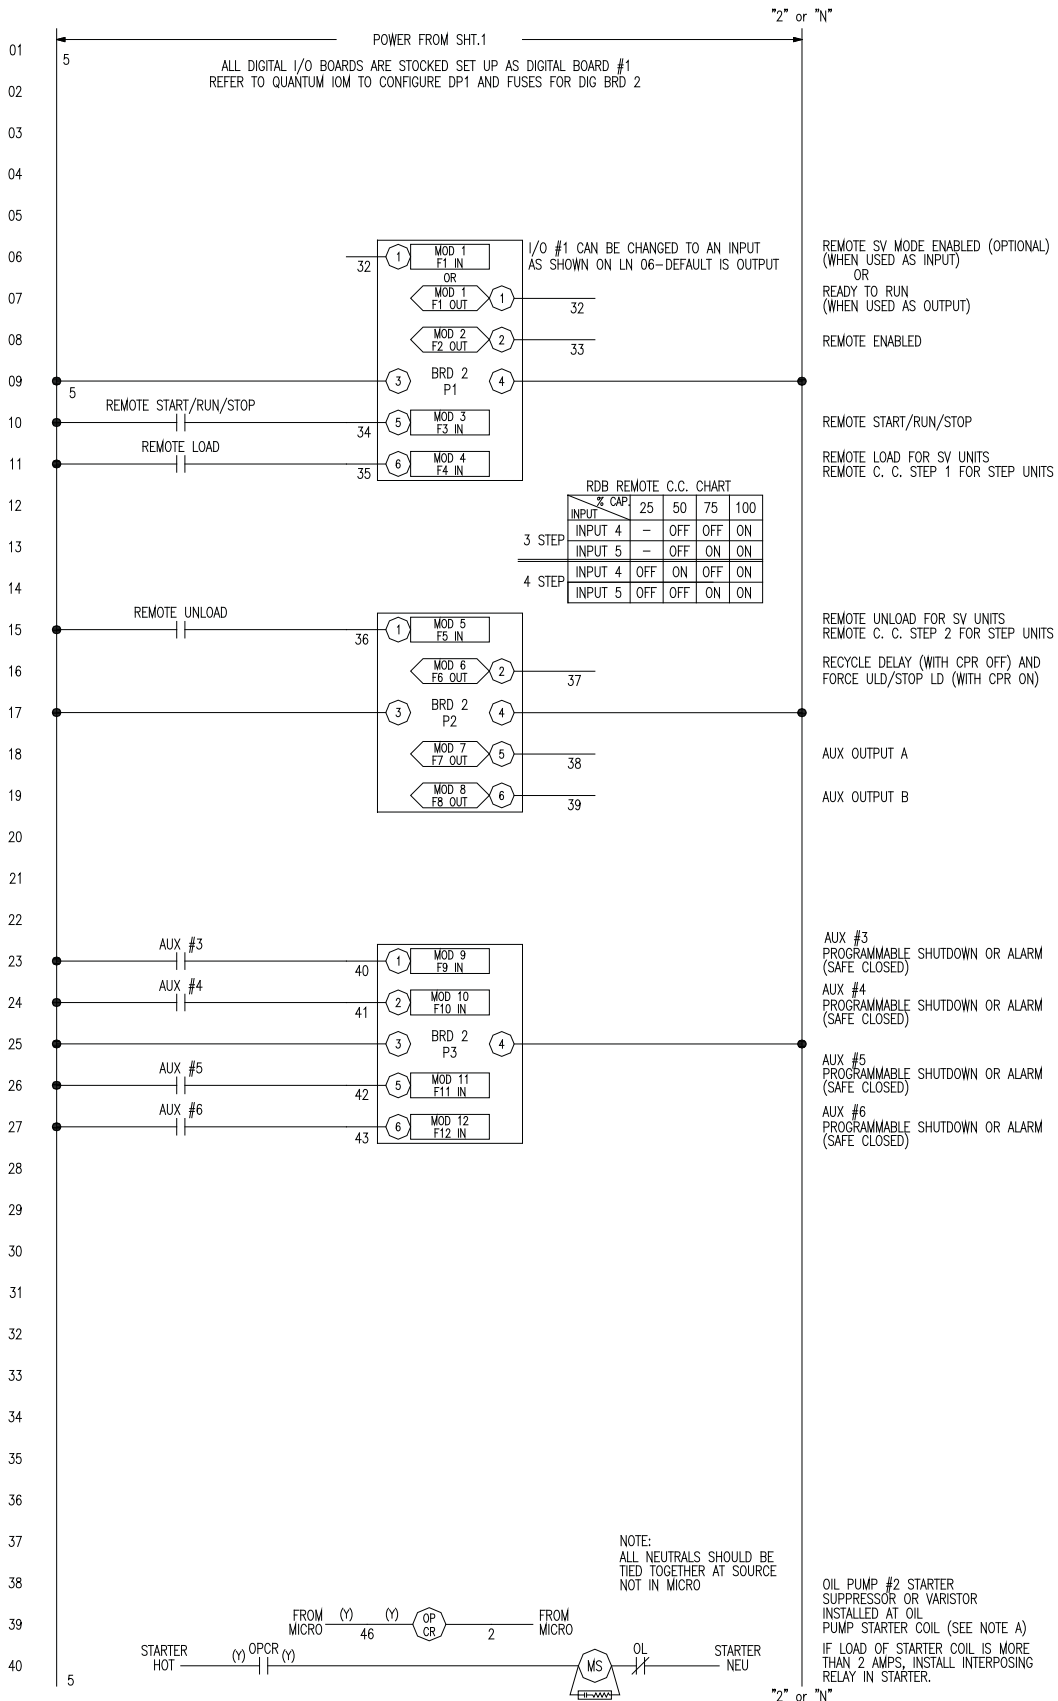 "2" or "N"
01
POWER FROM SHT.1
5
ALL DIGITAL I/O BOARDS ARE STOCKED SET UP AS DIGITAL BOARD #1
02
REFER TO QUANTUM IOM TO CONFIGURE DP1 AND FUSES FOR DIG BRD 2
03
04
05
06
32
1
MOD 1
F1 IN
OR
I/O #1 CAN BE CHANGED TO AN INPUT
AS SHOWN ON LN 06-DEFAULT IS OUTPUT
REMOTE SV MODE ENABLED (OPTIONAL)
(WHEN USED AS INPUT)
OR
07
MOD 1
F1 OUT
1
32
READY TO RUN
(WHEN USED AS OUTPUT)
08
MOD 2
F2 OUT
2
33
REMOTE ENABLED
09
5
3
BRD 2
P1
4
10
REMOTE START/RUN/STOP
34
5
MOD 3
F3 IN
REMOTE START/RUN/STOP
11
REMOTE LOAD
35
6
MOD 4
F4 IN
REMOTE LOAD FOR SV UNITS
REMOTE C. C. STEP 1 FOR STEP UNITS
12
RDB REMOTE C.C. CHART
% CAP.
INPUT
25 50 75 100
13
3 STEP
INPUT 4 - OFF OFF ON
INPUT 5 - OFF ON ON
14
4 STEP
INPUT 4 OFF ON OFF ON
INPUT 5 OFF OFF ON ON
15
REMOTE UNLOAD
36
1
MOD 5
F5 IN
REMOTE UNLOAD FOR SV UNITS
REMOTE C. C. STEP 2 FOR STEP UNITS
16
MOD 6
F6 OUT
2
37
RECYCLE DELAY (WITH CPR OFF) AND
FORCE ULD/STOP LD (WITH CPR ON)
17
3
BRD 2
P2
4
18
MOD 7
F7 OUT
5
38
AUX OUTPUT A
19
MOD 8
F8 OUT
6
39
AUX OUTPUT B
20
21
22
23
AUX #3
40
1
MOD 9
F9 IN
AUX #3
PROGRAMMABLE SHUTDOWN OR ALARM
(SAFE CLOSED)
24
AUX #4
41
2
MOD 10
F10 IN
AUX #4
PROGRAMMABLE SHUTDOWN OR ALARM
(SAFE CLOSED)
25
3
BRD 2
P3
4
26
AUX #5
42
5
MOD 11
F11 IN
AUX #5
PROGRAMMABLE SHUTDOWN OR ALARM
(SAFE CLOSED)
27
AUX #6
43
6
MOD 12
F12 IN
AUX #6
PROGRAMMABLE SHUTDOWN OR ALARM
(SAFE CLOSED)
28
29
30
31
32
33
34
35
36
37
NOTE:
ALL NEUTRALS SHOULD BE
TIED TOGETHER AT SOURCE
NOT IN MICRO
38
OIL PUMP #2 STARTER
SUPPRESSOR OR VARISTOR
INSTALLED AT OIL
PUMP STARTER COIL (SEE NOTE A)
39
FROM
MICRO
(Y)
46
(Y)
OP
CR
2
FROM
MICRO
40
5
STARTER
HOT
(Y) OPCR (Y)
MS
OL
STARTER
NEU
IF LOAD OF STARTER COIL IS MORE
THAN 2 AMPS, INSTALL INTERPOSING
RELAY IN STARTER.
"2" or "N"